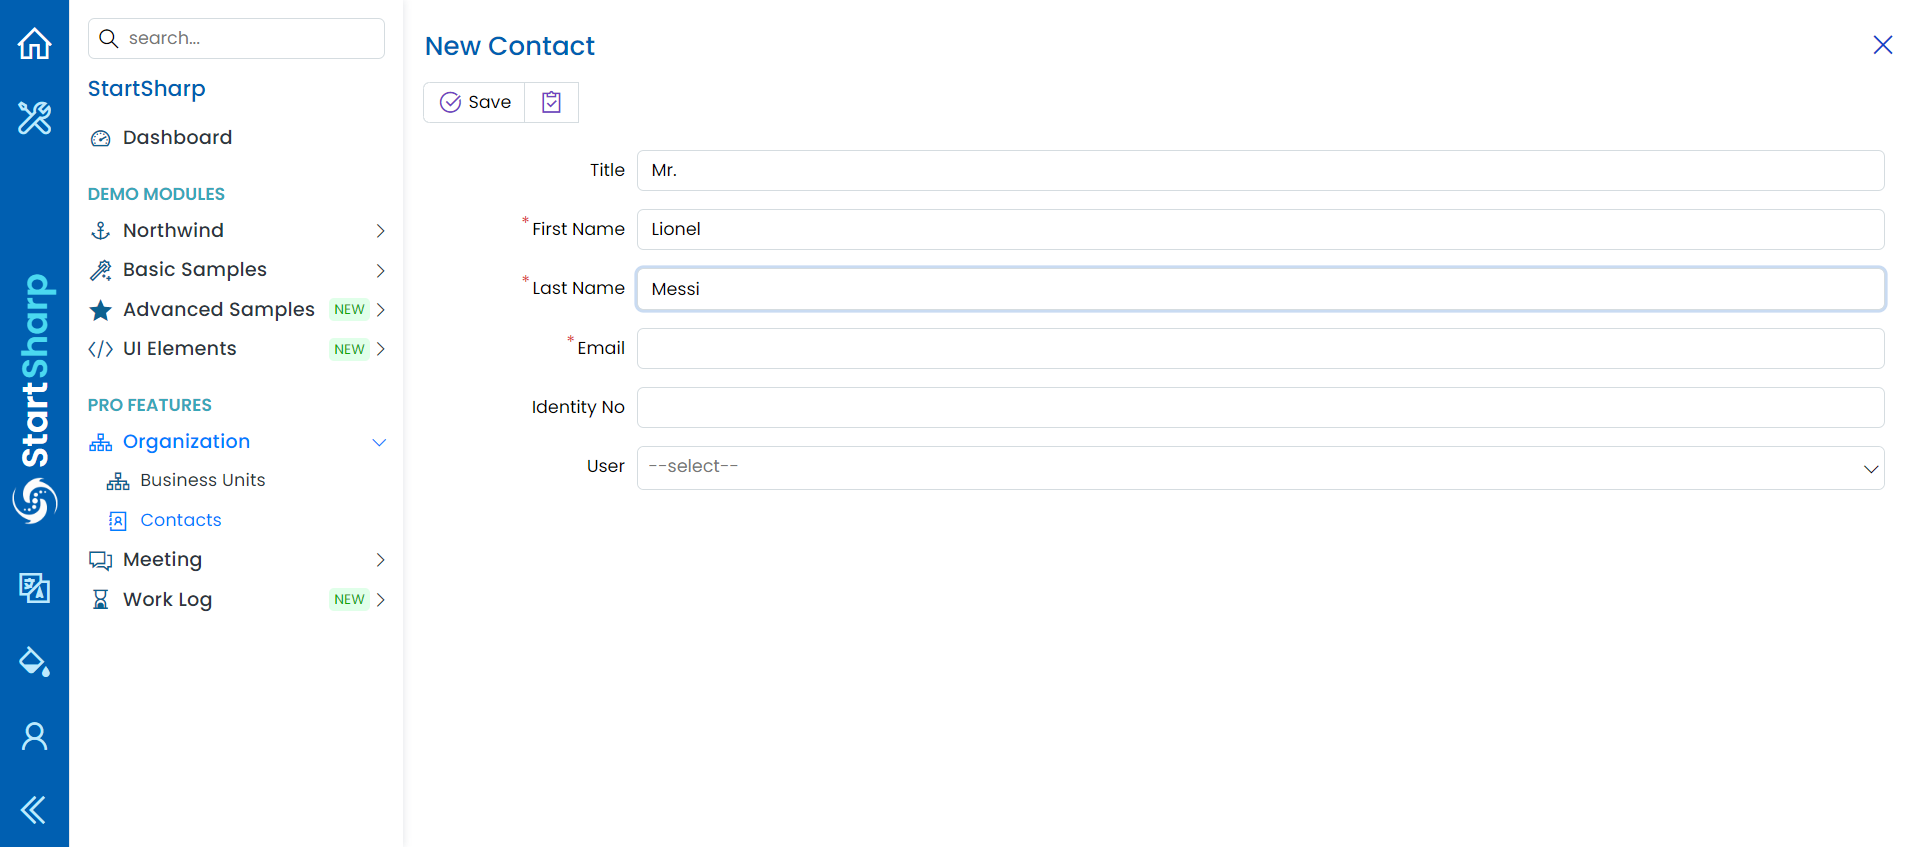 search...
StartSharp
Dashboard
DEMO MODULES
Northwind
Basic Samples
Advanced Samples NEW
UI Elements NEW
PRO FEATURES
Organization
Business Units
Contacts
Meeting
Work Log NEW
StartSharp
New Contact
Save
Title Mr.
* First Name Lionel
* Last Name Messi
* Email
Identity No
User --select--